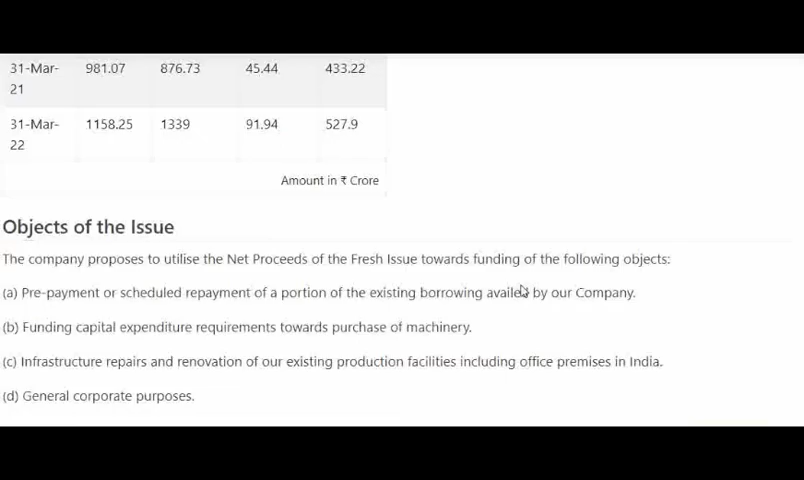 31-Mar- 981.07 876.73 45.44 433.22
21
31-Mar- 1158.25 1339 91.94 527.9
22
Amount in ₹ Crore
Objects of the Issue
The company proposes to utilise the Net Proceeds of the Fresh Issue towards funding of the following objects:
(a) Pre-payment or scheduled repayment of a portion of the existing borrowing availed by our Company.
(b) Funding capital expenditure requirements towards purchase of machinery.
(c) Infrastructure repairs and renovation of our existing production facilities including office premises in India.
(d) General corporate purposes.